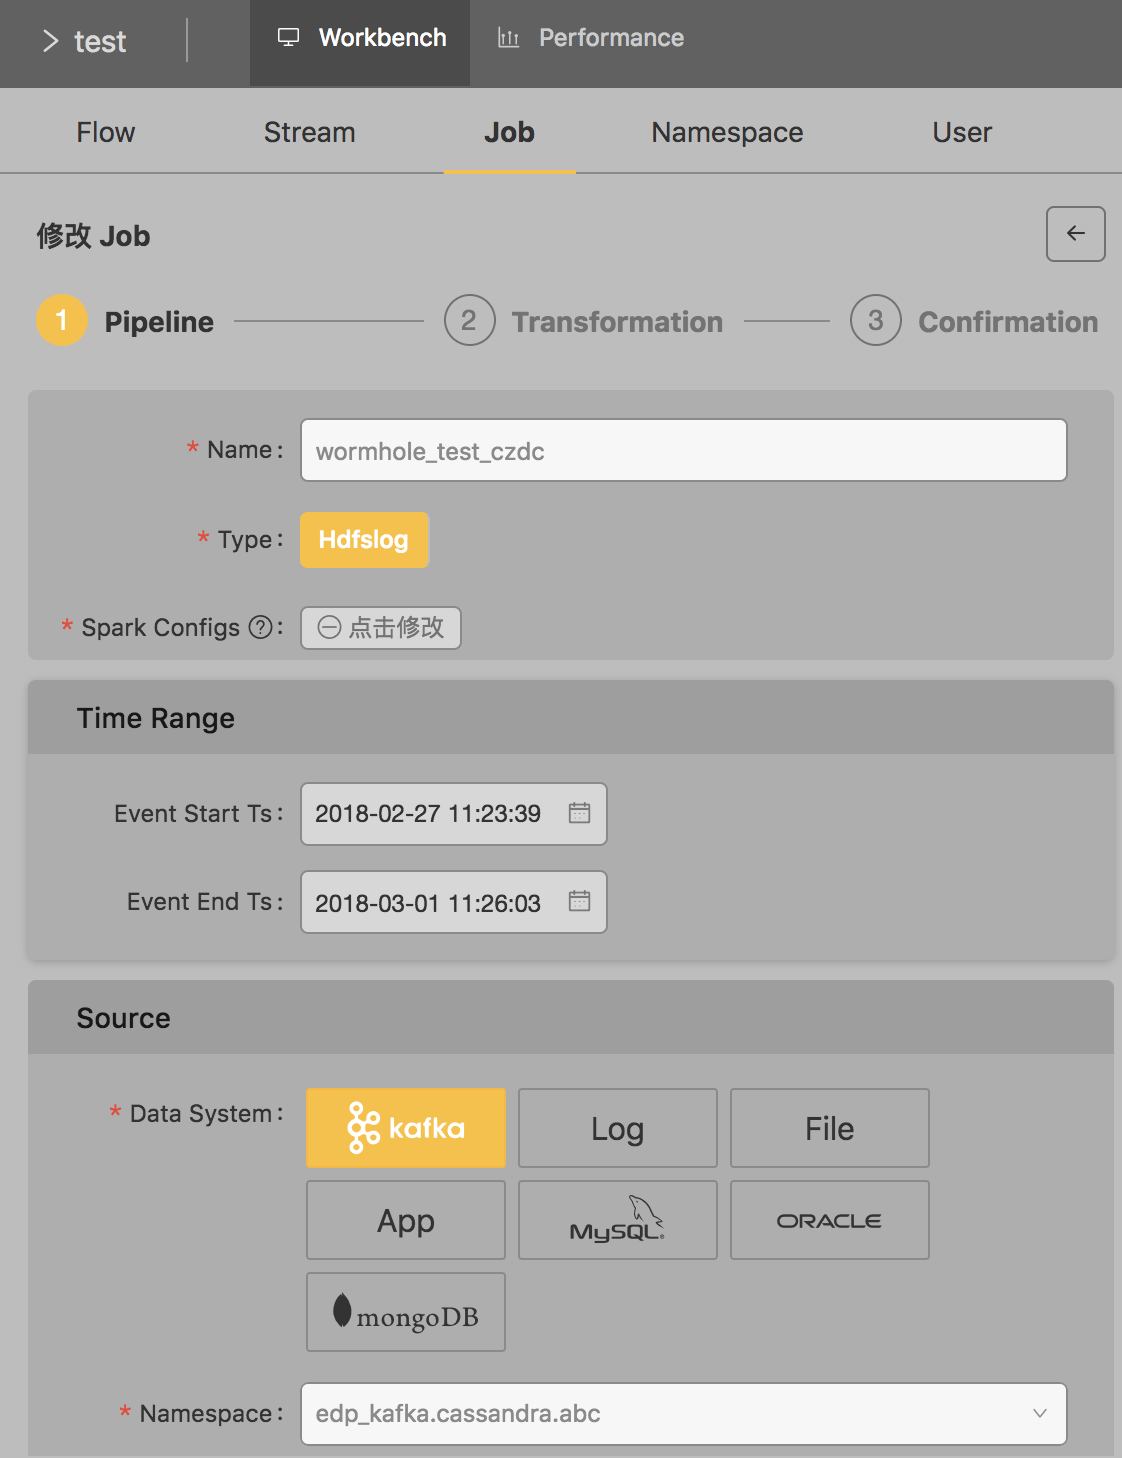 > test Workbench Performance
Flow Stream Job Namespace User
修改 Job
1 Pipeline 2 Transformation 3 Confirmation
* Name : wormhole_test_czdc
* Type : Hdfslog
* Spark Configs ? : 点击修改
Time Range
Event Start Ts : 2018-02-27 11:23:39
Event End Ts : 2018-03-01 11:26:03
Source
* Data System : kafka Log File
App MySQL ORACLE
mongoDB
* Namespace : edp_kafka.cassandra.abc